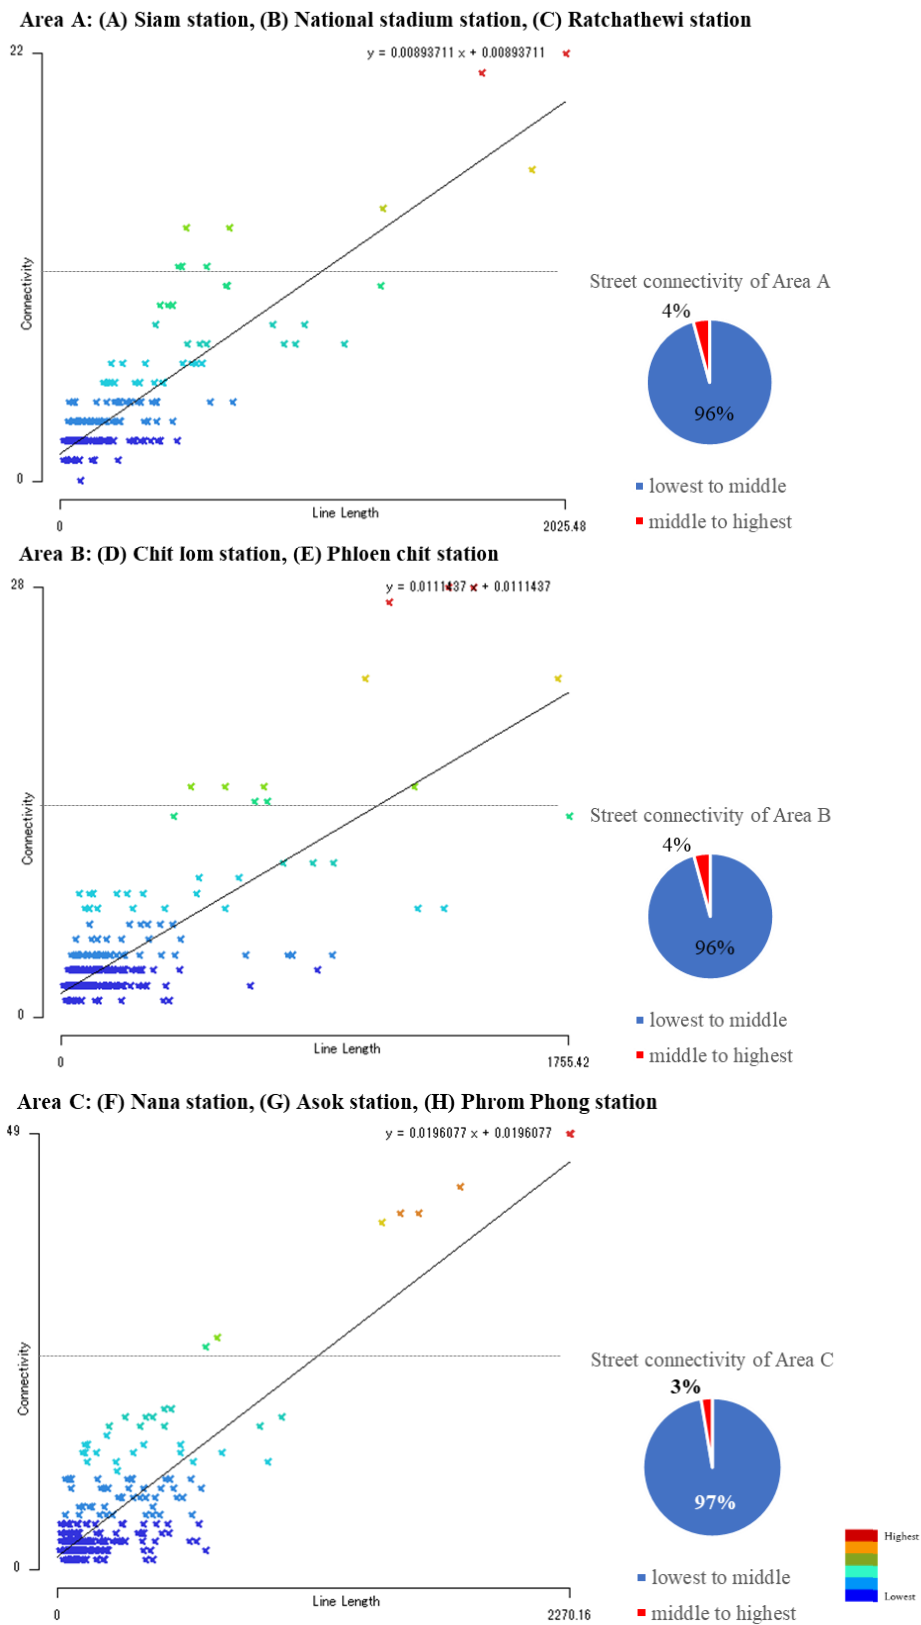 Area A: (A) Siam station, (B) National stadium station, (C) Ratchathewi station
22
y = 0.00893711 x + 0.00893711
Connectivity
Street connectivity of Area A
4%
96%
lowest to middle
middle to highest
0
0
Line Length
2025.48
Area B: (D) Chit lom station, (E) Phloen chit station
28
y = 0.0111437 x + 0.0111437
Connectivity
Street connectivity of Area B
4%
96%
lowest to middle
middle to highest
0
0
Line Length
1755.42
Area C: (F) Nana station, (G) Asok station, (H) Phrom Phong station
49
y = 0.0196077 x + 0.0196077
Connectivity
Street connectivity of Area C
3%
97%
Highest
Lowest
lowest to middle
middle to highest
0
0
Line Length
2270.16